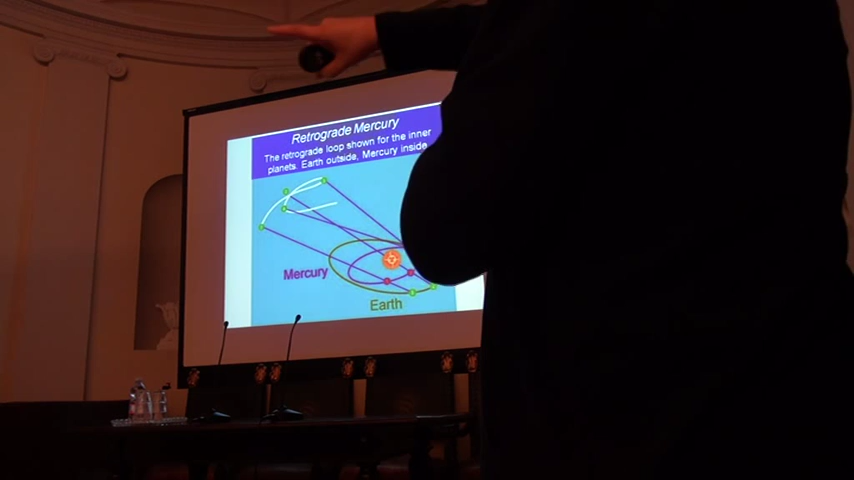 Retrograde Mercury
The retrograde loop shown for the inner
planets. Earth outside, Mercury inside
Mercury
Earth